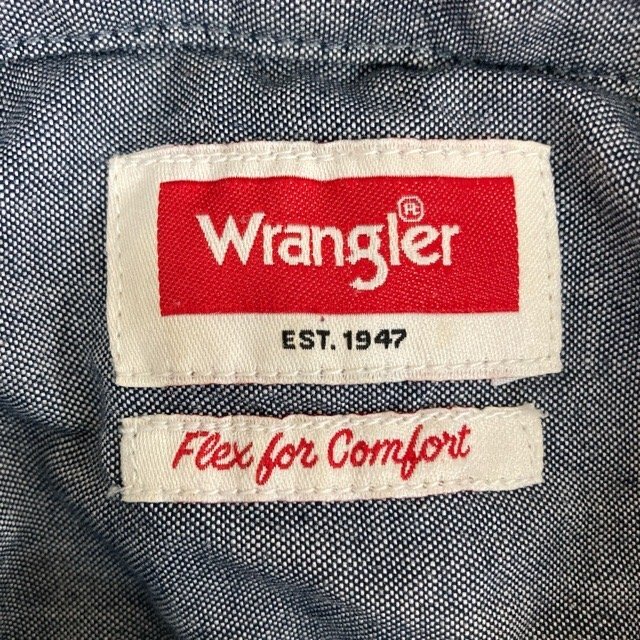 Wrangler®
EST. 1947
Flex for Comfort